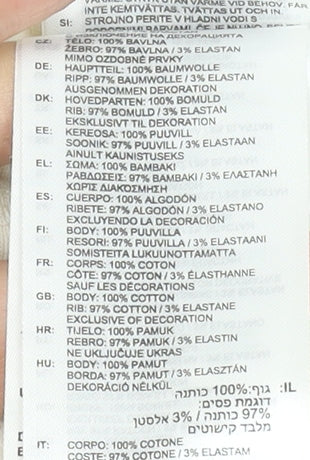 INTE KEMTVÄTTAS. TVÄTTAS UT OCH IN
SI: STROJNO PERITE V HLADNI VODI S
CZ: TĚLO: 100% BAVLNA
ŽEBRO: 97% BAVLNA / 3% ELASTAN
MIMO OZDOBNÉ PRVKY
DE: HAUPTTEIL: 100% BAUMWOLLE
RIPP: 97% BAUMWOLLE / 3% ELASTAN
AUSGENOMMEN DEKORATION
DK: HOVEDPARTEN: 100% BOMULD
RIB: 97% BOMULD / 3% ELASTAN
EKSKLUSIVT TIL DEKORATION
EE: KEREOSA: 100% PUUVILL
SOONIK: 97% PUUVILL / 3% ELASTAAN
AINULT KAUNISTUSEKS
EL: ΣΩΜΑ: 100% ΒΑΜΒΑΚΙ
ΡΑΒΔΩΣΕΙΣ: 97% ΒΑΜΒΑΚΙ / 3% ΕΛΑΣΤΑΝΗ
ΧΩΡΙΣ ΔΙΑΚΟΣΜΗΣΗ
ES: CUERPO: 100% ALGODÓN
RIBETE: 97% ALGODÓN / 3% ELASTANO
EXCLUYENDO LA DECORACIÓN
FI: BODY: 100% PUUVILLA
RESORI: 97% PUUVILLA / 3% ELASTAANI
SOMISTEITA LUKUUNOTTAMATTA
FR: CORPS: 100% COTON
CÔTE: 97% COTON / 3% ÉLASTHANNE
SAUF LES DÉCORATIONS
GB: BODY: 100% COTTON
RIB: 97% COTTON / 3% ELASTANE
EXCLUSIVE OF DECORATION
HR: TIJELO: 100% PAMUK
REBRO: 97% PAMUK / 3% ELASTIN
NE UKLJUČUJE UKRAS
HU: BODY: 100% PAMUT
BORDA: 97% PAMUT / 3% ELASZTÁN
DEKORÁCIÓ NÉLKÜL
IL: גוף: 100% כותנה
דוגמת פסים:
97% כותנה / 3% אלסטן
מלבד קישוטים
IT: CORPO: 100% COTONE
COSTE: 97% COTONE / 3% ELASTAM